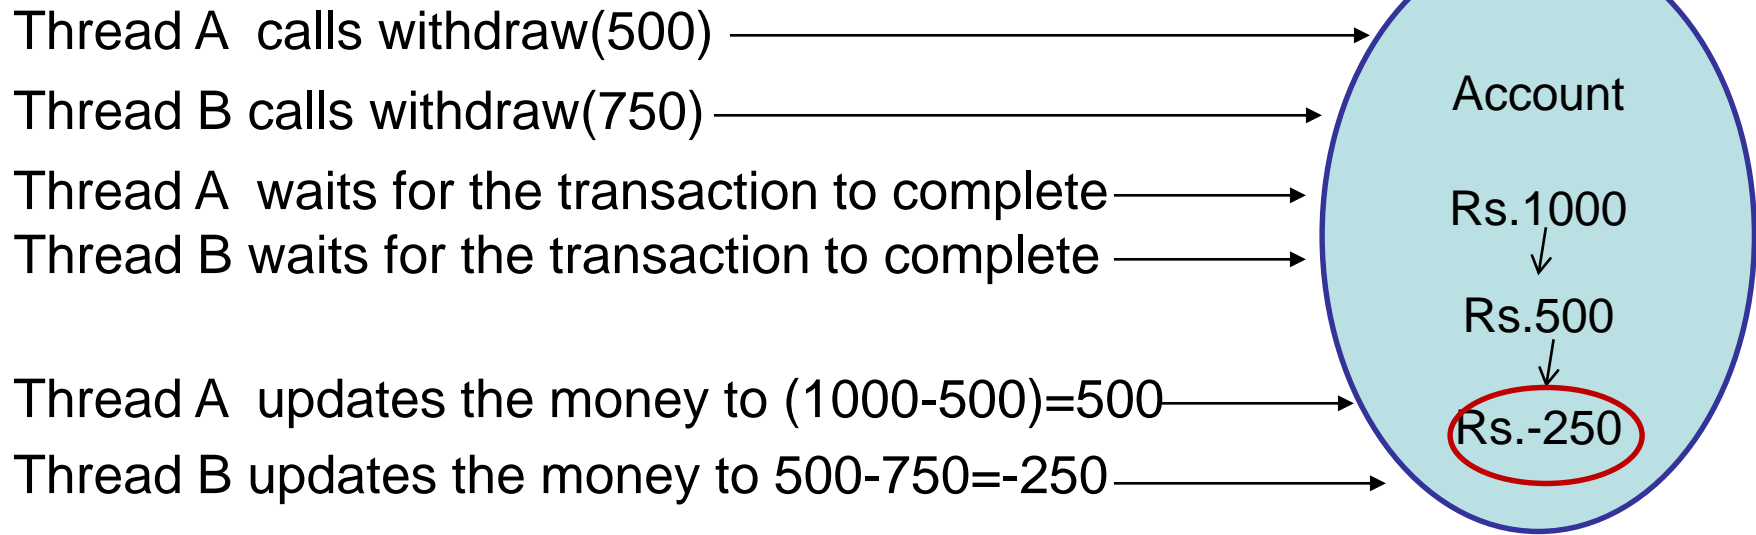 Thread A  calls withdraw(500)
Thread B calls withdraw(750)
Account
Thread A  waits for the transaction to complete
Rs.1000
Thread B waits for the transaction to complete
Rs.500
Thread A  updates the money to (1000-500)=500
Rs.-250
Thread B updates the money to 500-750=-250